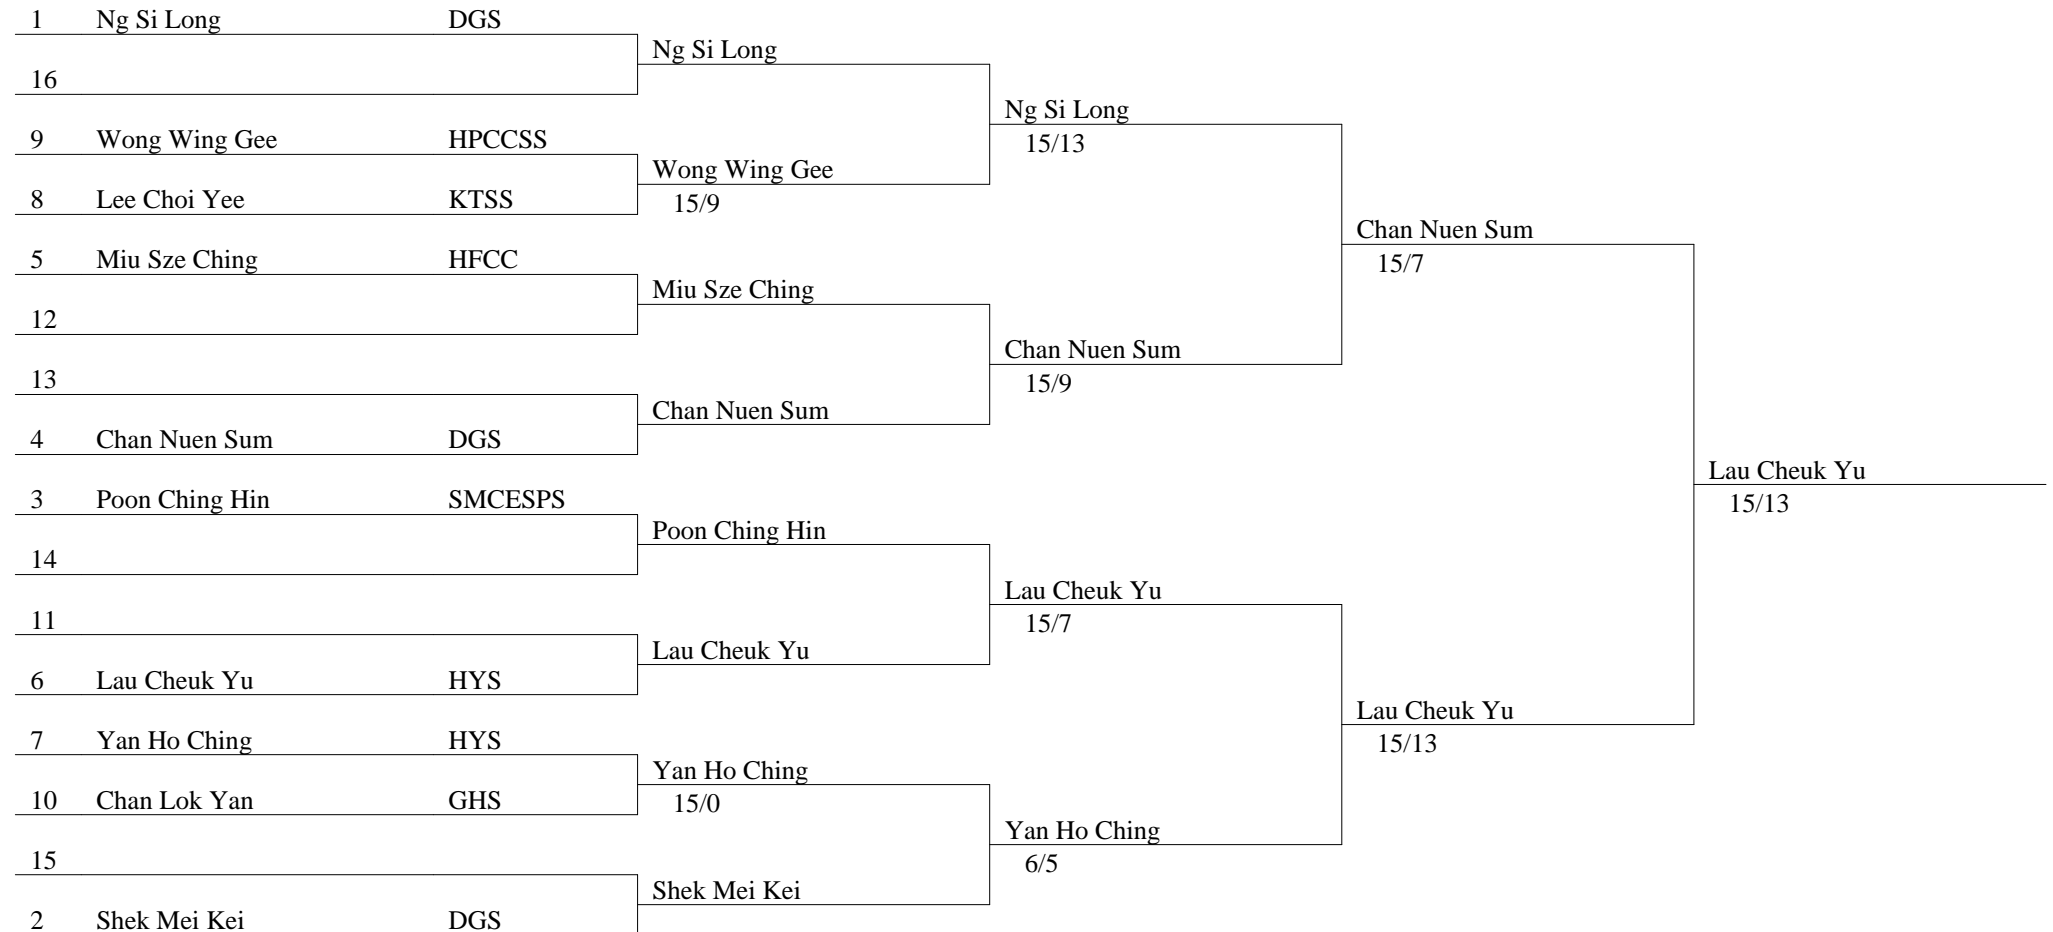 1 Ng Si Long DGS
Ng Si Long
16
Ng Si Long
15/13
9 Wong Wing Gee HPCCSS
Wong Wing Gee
15/9
8 Lee Choi Yee KTSS
Chan Nuen Sum
15/7
5 Miu Sze Ching HFCC
Miu Sze Ching
12
Chan Nuen Sum
15/9
13
Chan Nuen Sum
4 Chan Nuen Sum DGS
Lau Cheuk Yu
15/13
3 Poon Ching Hin SMCESPS
Poon Ching Hin
14
Lau Cheuk Yu
15/7
11
Lau Cheuk Yu
6 Lau Cheuk Yu HYS
Lau Cheuk Yu
15/13
7 Yan Ho Ching HYS
Yan Ho Ching
15/0
10 Chan Lok Yan GHS
Yan Ho Ching
6/5
15
Shek Mei Kei
2 Shek Mei Kei DGS